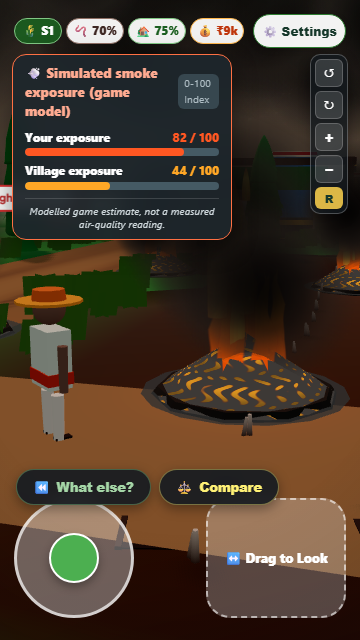 S1
70%
75%
₹9k
Settings
Simulated smoke
exposure (game
model)
0-100
Index
Your exposure
82 / 100
Village exposure
44 / 100
Modelled game estimate, not a measured
air-quality reading.
↺
↻
+
−
R
What else?
Compare
Drag to Look